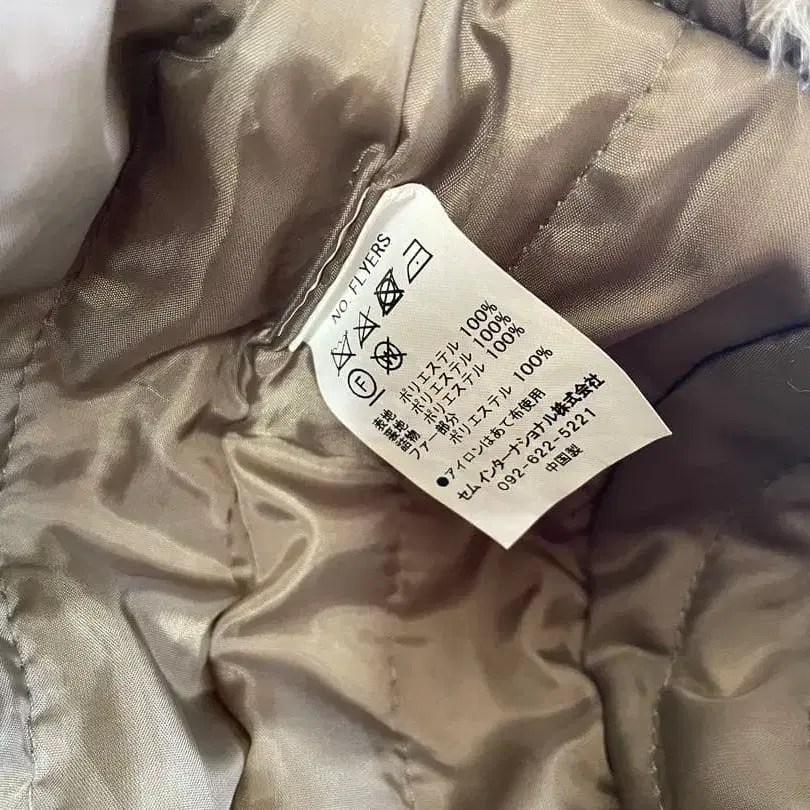 NO. FLYERS
F W
表地 ポリエステル 100%
裏地 ポリエステル 100%
詰物 ポリエステル 100%
ファー部分
ポリエステル 100%
●アイロンはあて布使用
セムインターナショナル株式会社
092-622-5221
中国製